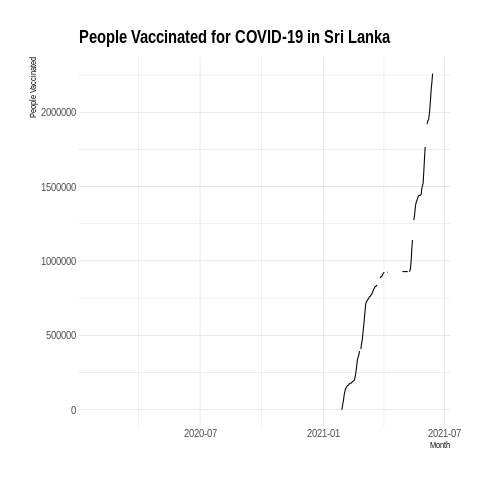 People Vaccinated for COVID-19 in Sri Lanka
People Vaccinated
2000000
1500000
1000000
500000
0
2020-07
2021-01
2021-07
Month